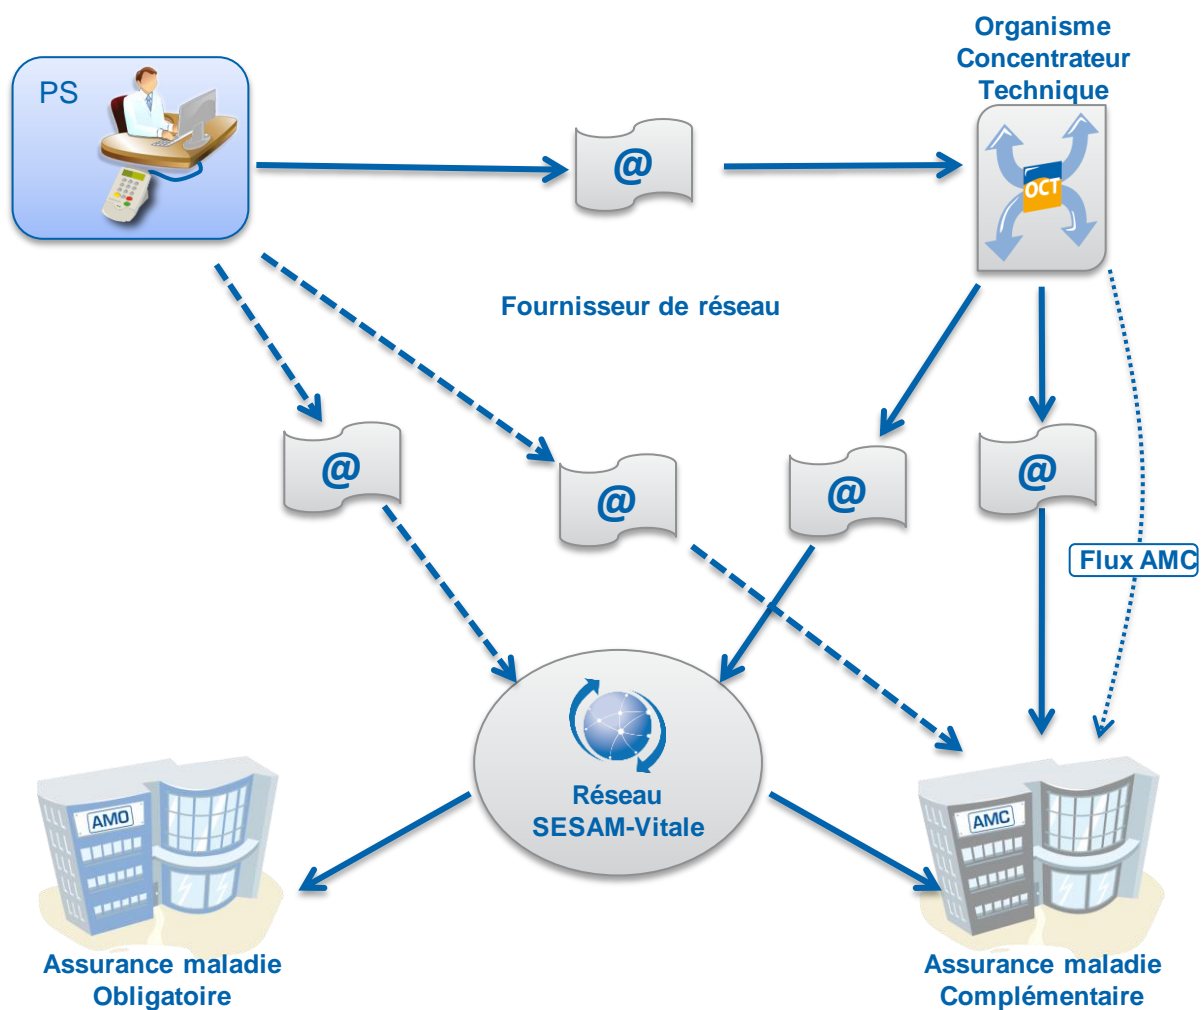 Organisme
Concentrateur
Technique
PS
@
OCT
Fournisseur de réseau
@
@
@
@
Flux AMC
Réseau
SESAM-Vitale
AMO
AMC
Assurance maladie
Obligatoire
Assurance maladie
Complémentaire